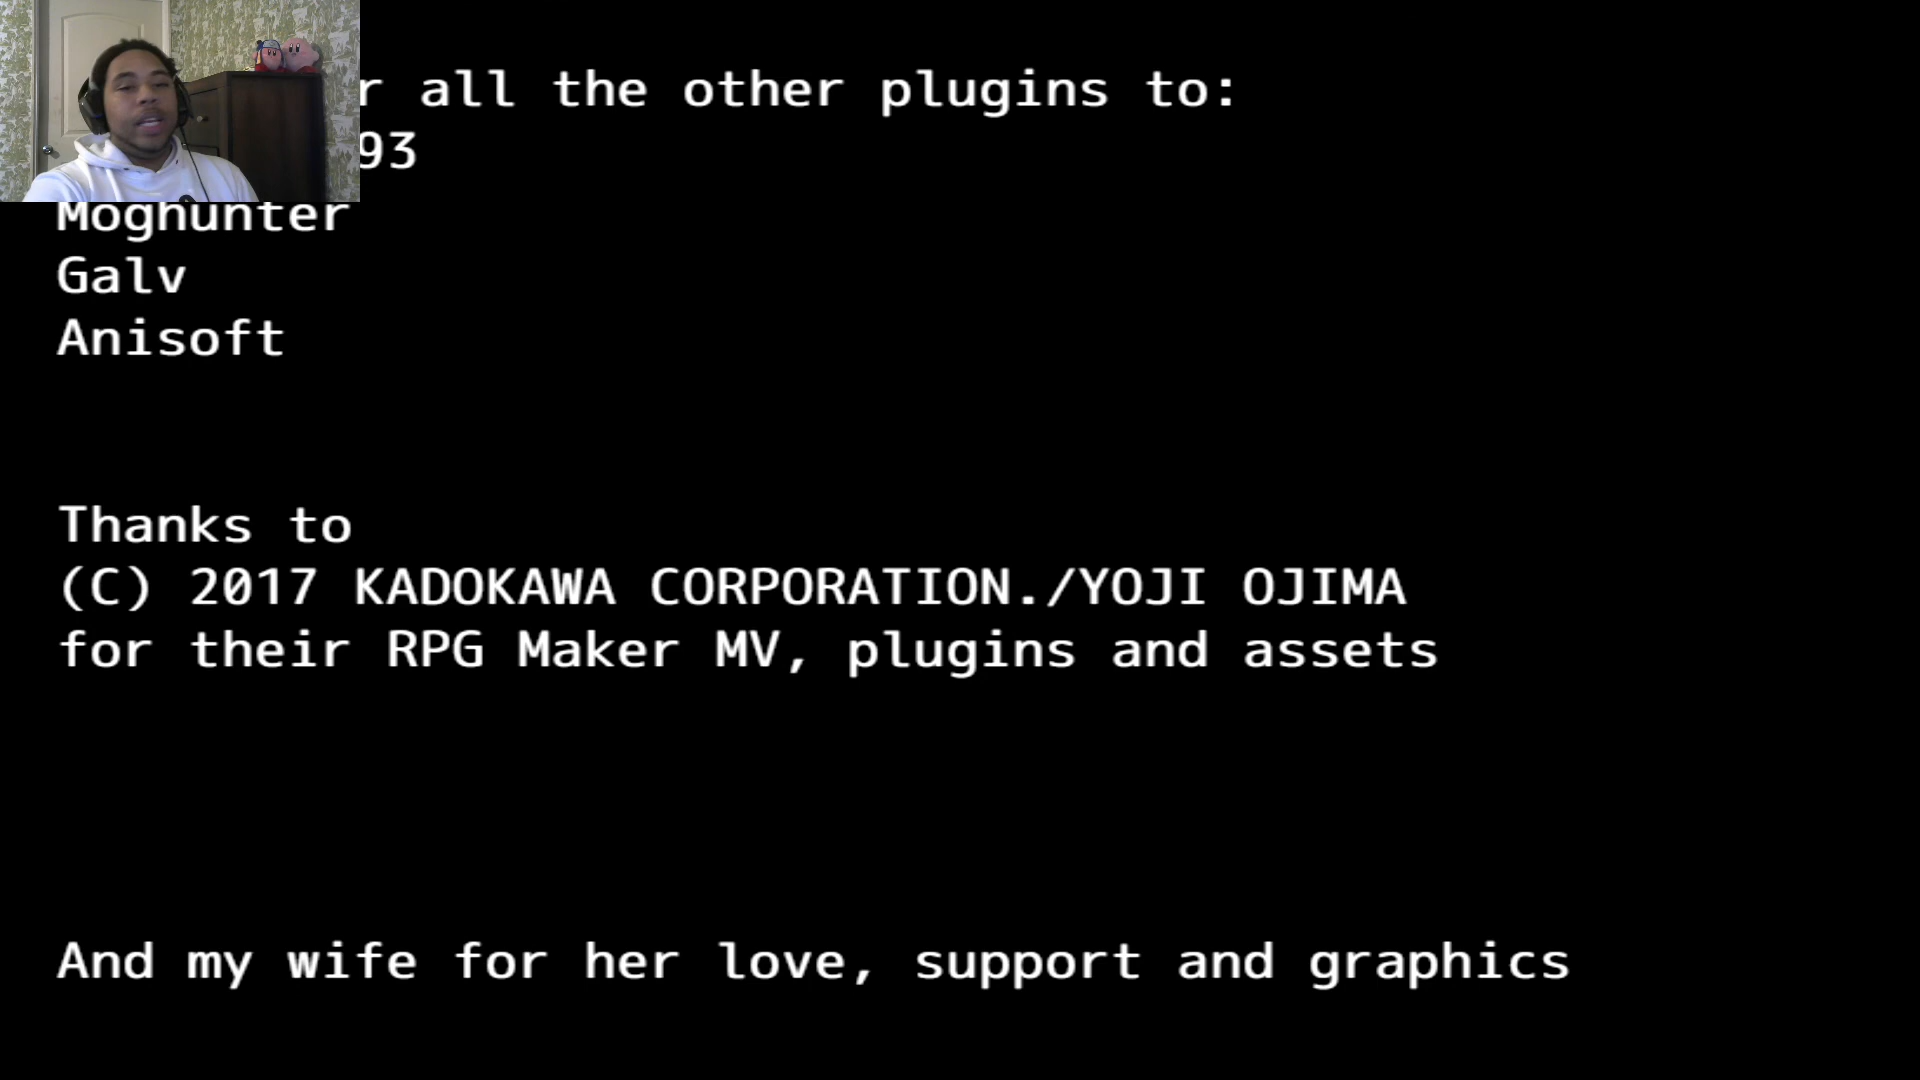 all the other plugins to:
93
Moghunter
Galv
Anisoft
Thanks to
(C) 2017 KADOKAWA CORPORATION./YOJI OJIMA
for their RPG Maker MV, plugins and assets
And my wife for her love, support and graphics